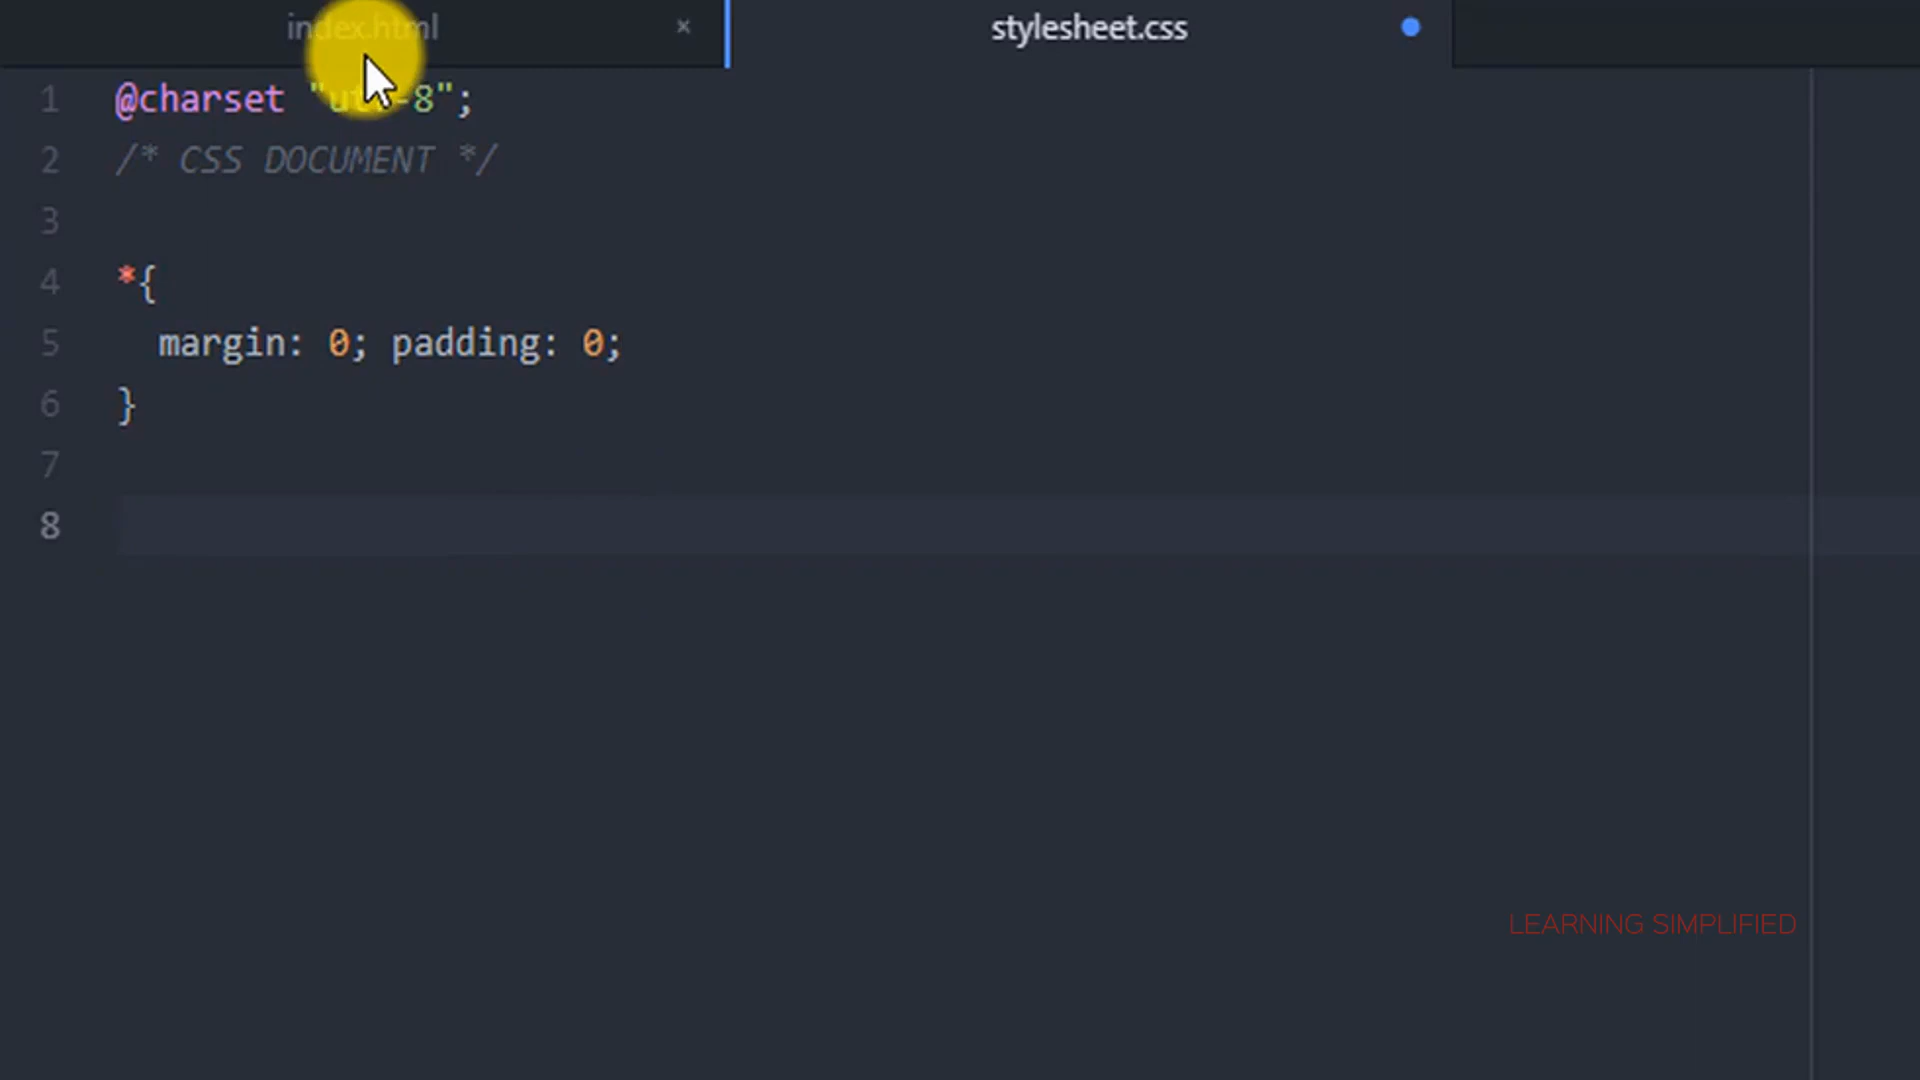 index.html × stylesheet.css
1 @charset "utf-8";
2 /* CSS DOCUMENT */
3
4 *{
5 margin: 0; padding: 0;
6 }
7
8
LEARNING SIMPLIFIED